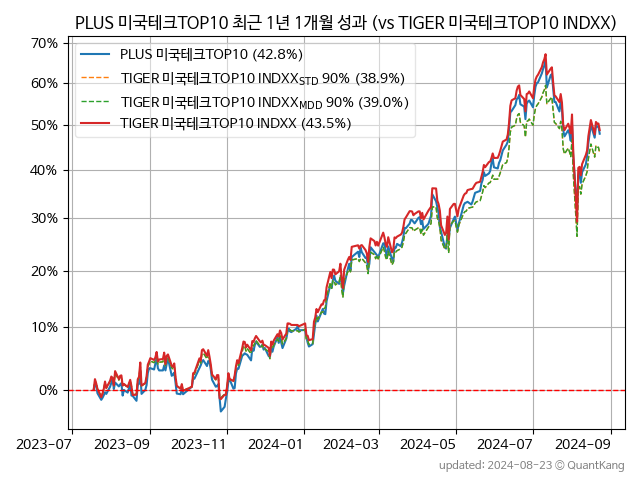 PLUS 미국테크TOP10 최근 1년 1개월 성과 (vs TIGER 미국테크TOP10 INDXX)
70%
60%
50%
40%
30%
20%
10%
0%
PLUS 미국테크TOP10 (42.8%)
TIGER 미국테크TOP10 INDXX_STD 90% (38.9%)
TIGER 미국테크TOP10 INDXX_MDD 90% (39.0%)
TIGER 미국테크TOP10 INDXX (43.5%)
2023-07 2023-09 2023-11 2024-01 2024-03 2024-05 2024-07 2024-09
updated: 2024-08-23 ⓒ QuantKang